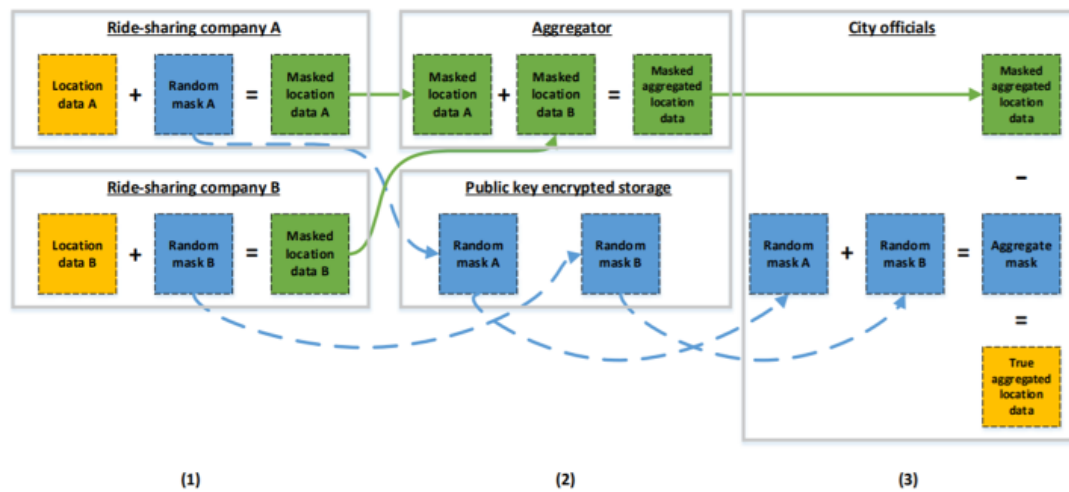 Ride-sharing company A
Location
data A
+
Random
mask A
=
Masked
location
data A
Aggregator
Masked
location
data A
+
Masked
location
data B
=
Masked
aggregated
location
data
City officials
Masked
aggregated
location
data
-
Ride-sharing company B
Location
data B
+
Random
mask B
=
Masked
location
data B
Public key encrypted storage
Random
mask A
Random
mask B
Random
mask A
+
Random
mask B
=
Aggregate
mask
=
True
aggregated
location
data
(1)
(2)
(3)